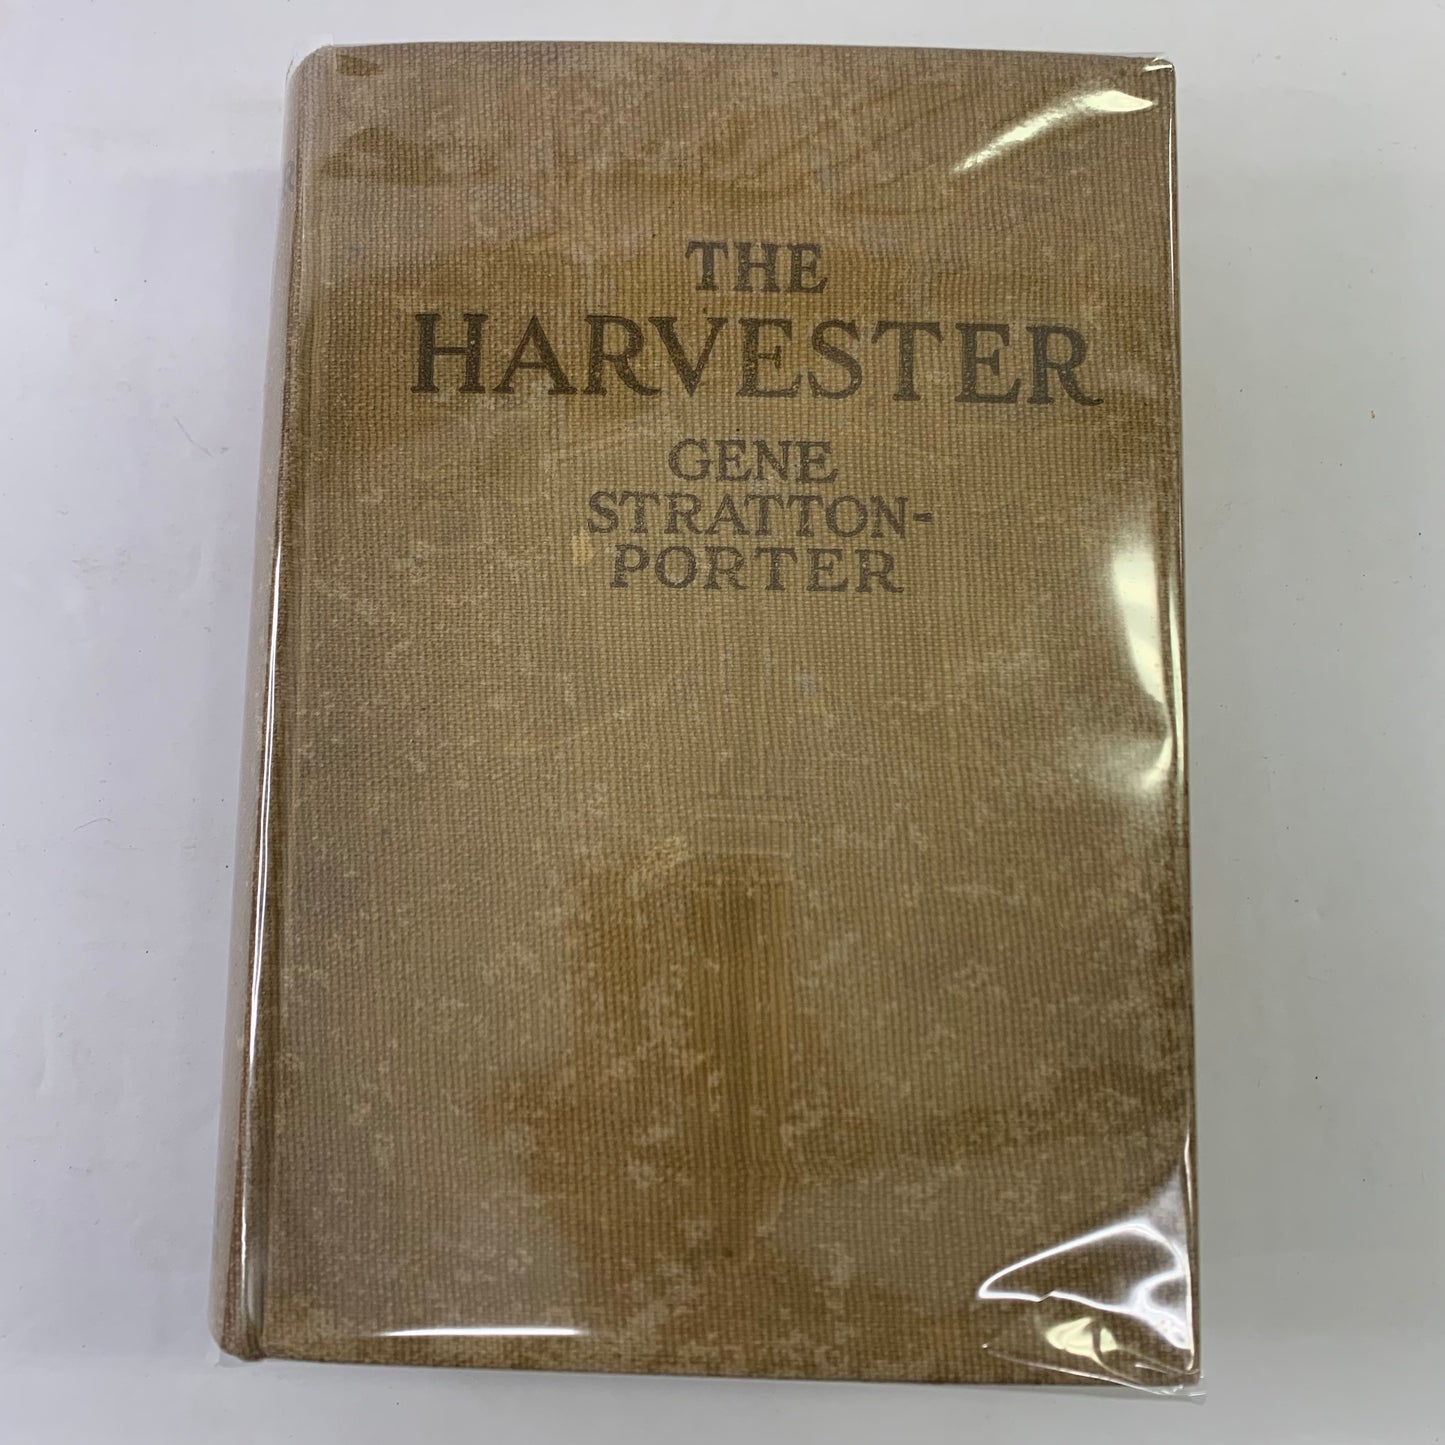 THE
HARVESTER
GENE
STRATTON-
PORTER